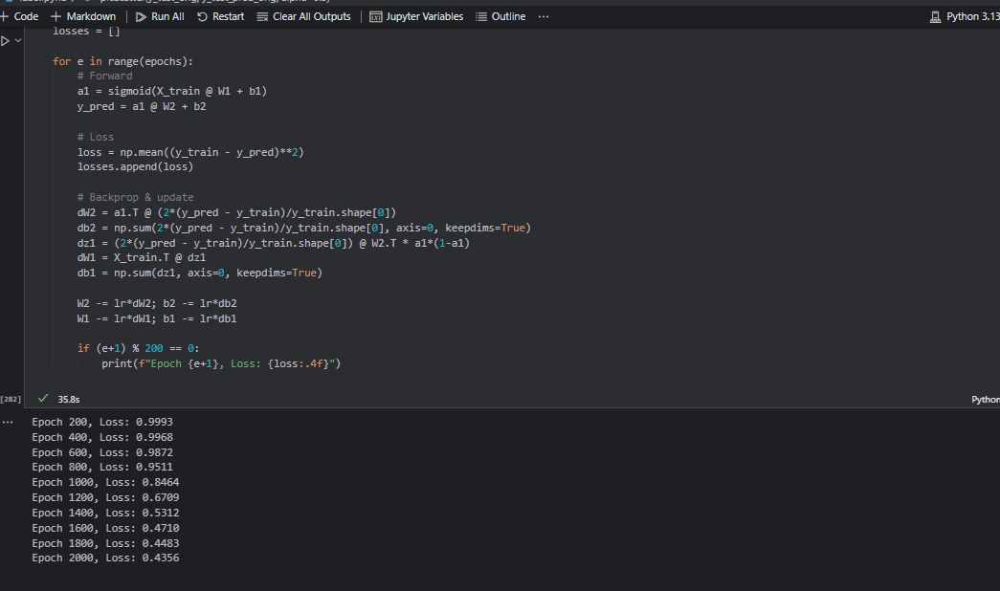 Code Markdown Run All Restart Clear All Outputs Jupyter Variables Outline ... Python 3.13
losses = []
for e in range(epochs):
# Forward
a1 = sigmoid(X_train @ W1 + b1)
y_pred = a1 @ W2 + b2
# Loss
loss = np.mean((y_train - y_pred)**2)
losses.append(loss)
# Backprop & update
dW2 = a1.T @ (2*(y_pred - y_train)/y_train.shape[0])
db2 = np.sum(2*(y_pred - y_train)/y_train.shape[0], axis=0, keepdims=True)
dz1 = (2*(y_pred - y_train)/y_train.shape[0]) @ W2.T * a1*(1-a1)
dW1 = X_train.T @ dz1
db1 = np.sum(dz1, axis=0, keepdims=True)
W2 -= lr*dW2; b2 -= lr*db2
W1 -= lr*dW1; b1 -= lr*db1
if (e+1) % 200 == 0:
print(f"Epoch {e+1}, Loss: {loss:.4f}")
[282] 35.8s Python
Epoch 200, Loss: 0.9993
Epoch 400, Loss: 0.9968
Epoch 600, Loss: 0.9872
Epoch 800, Loss: 0.9511
Epoch 1000, Loss: 0.8464
Epoch 1200, Loss: 0.6709
Epoch 1400, Loss: 0.5312
Epoch 1600, Loss: 0.4710
Epoch 1800, Loss: 0.4483
Epoch 2000, Loss: 0.4356